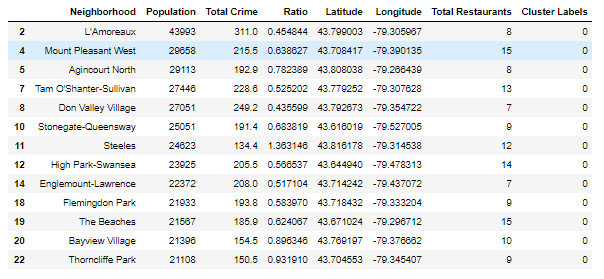 Neighborhood Population Total Crime Ratio Latitude Longitude Total Restaurants Cluster Labels
2 L'Amoreaux 43993 311.0 0.454844 43.799003 -79.305967 8 0
4 Mount Pleasant West 29658 215.5 0.638627 43.708417 -79.390135 15 0
5 Agincourt North 29113 192.9 0.782389 43.808038 -79.266439 8 0
7 Tam O'Shanter-Sullivan 27446 228.6 0.525202 43.779252 -79.307628 13 0
8 Don Valley Village 27051 249.2 0.435599 43.792673 -79.354722 7 0
10 Stonegate-Queensway 25051 191.4 0.683819 43.616019 -79.527005 9 0
11 Steeles 24623 134.4 1.363146 43.816178 -79.314538 12 0
12 High Park-Swansea 23925 205.5 0.566537 43.644940 -79.478313 14 0
14 Englemount-Lawrence 22372 208.0 0.517104 43.714242 -79.437072 7 0
18 Flemingdon Park 21933 193.8 0.583970 43.718432 -79.333204 9 0
19 The Beaches 21567 185.9 0.624067 43.671024 -79.296712 15 0
20 Bayview Village 21396 154.5 0.896346 43.769197 -79.376662 10 0
22 Thorncliffe Park 21108 150.5 0.931910 43.704553 -79.345407 9 0